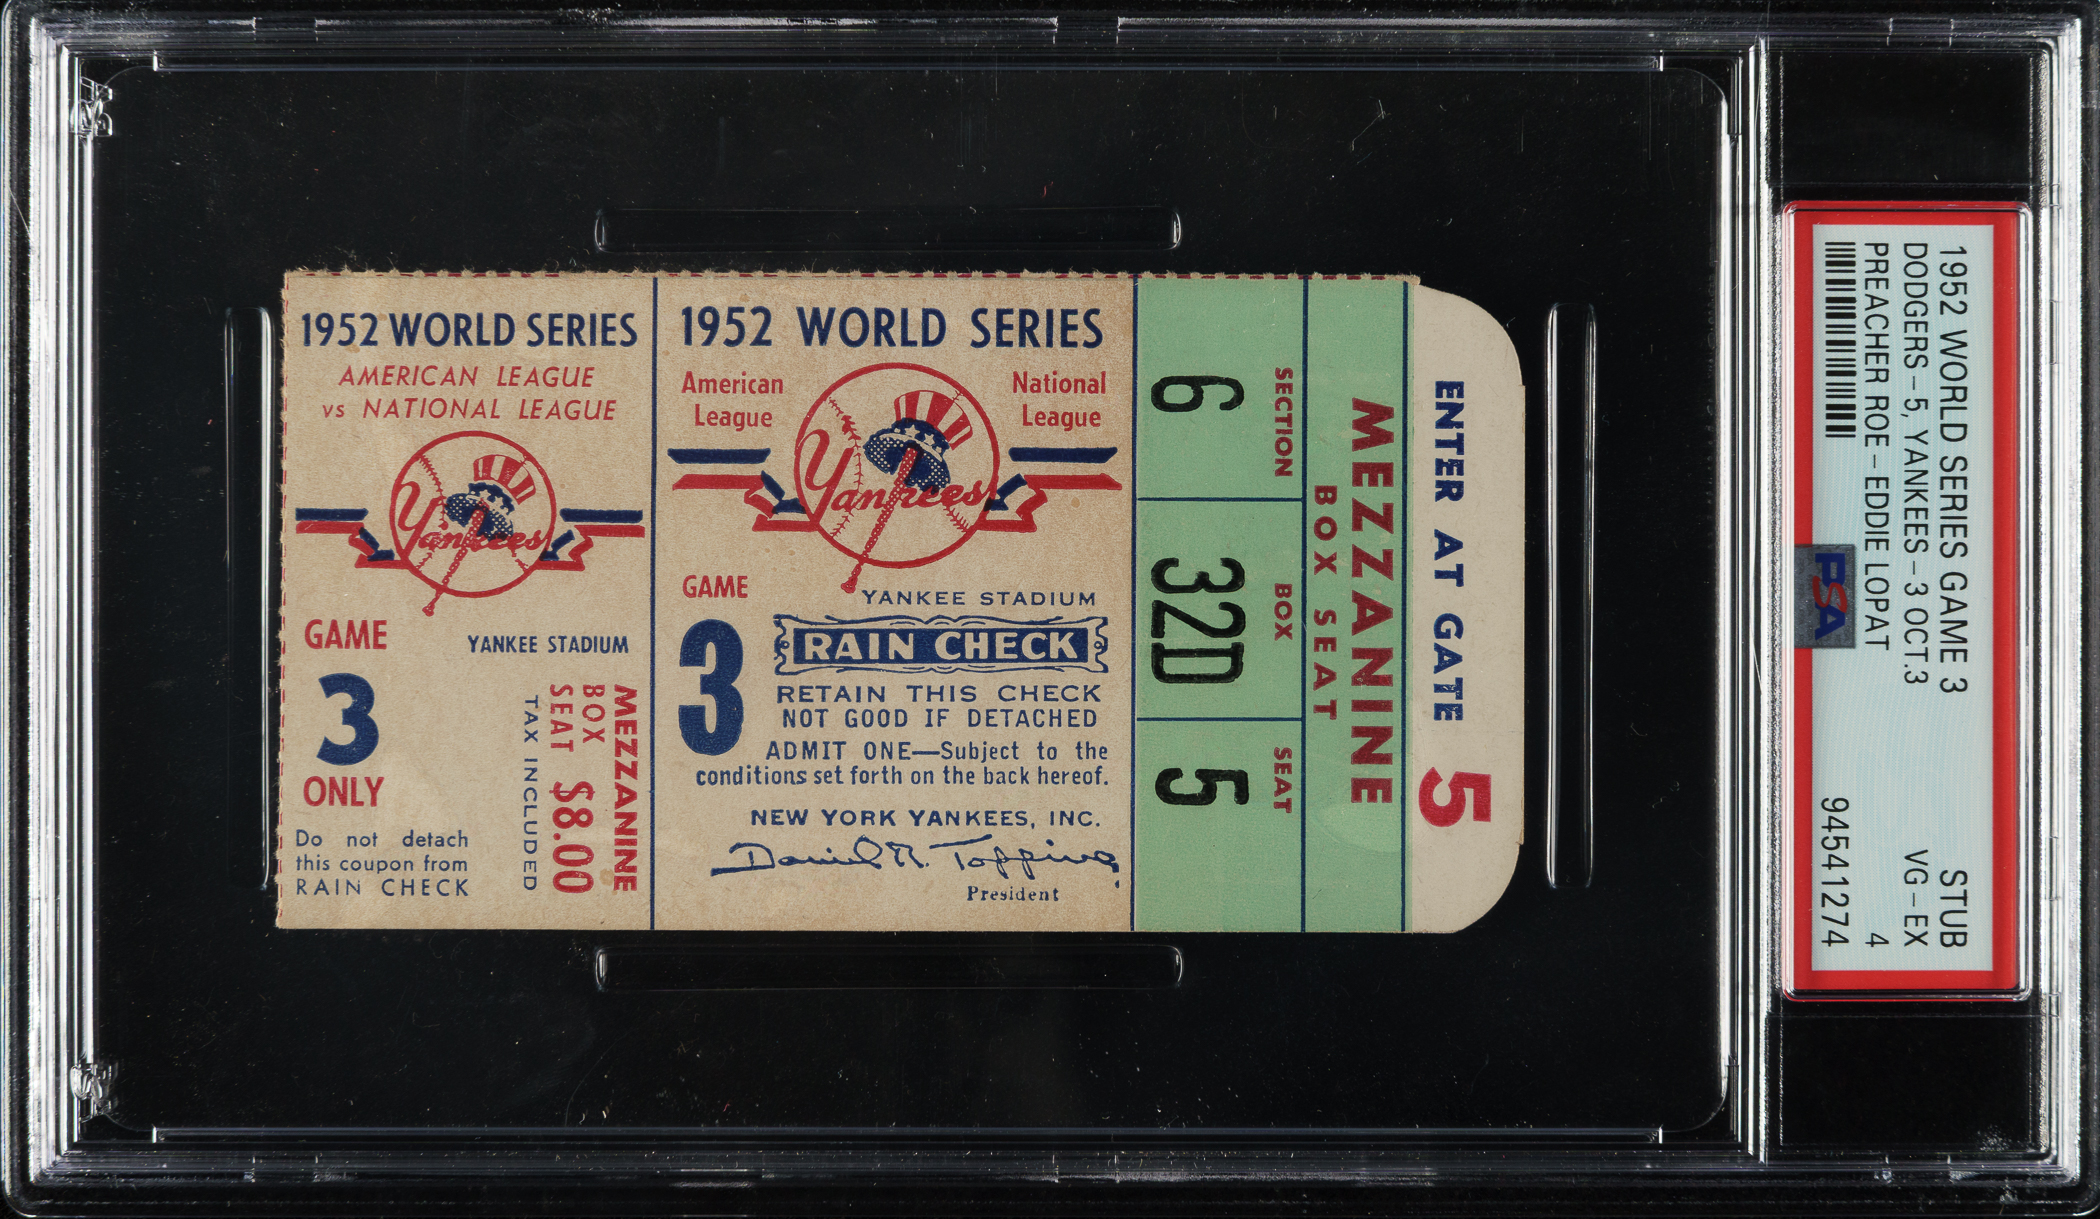 1952 WORLD SERIES
AMERICAN LEAGUE
vs NATIONAL LEAGUE
Yankees
GAME
3
ONLY
YANKEE STADIUM
MEZZANINE
BOX
SEAT $8.00
TAX INCLUDED
Do not detach
this coupon from
RAIN CHECK
1952 WORLD SERIES
American
League
National
League
Yankees
GAME
3
YANKEE STADIUM
RAIN CHECK
RETAIN THIS CHECK
NOT GOOD IF DETACHED
ADMIT ONE—Subject to the
conditions set forth on the back hereof.
NEW YORK YANKEES, INC.
Daniel R. Topping
President
SECTION BOX SEAT
6 32D 5
MEZZANINE
BOX SEAT
ENTER AT GATE 5
1952 WORLD SERIES GAME 3 STUB
DODGERS-5, YANKEES-3 OCT.3 VG-EX
PREACHER ROE-EDDIE LOPAT 4
PSA
94541274